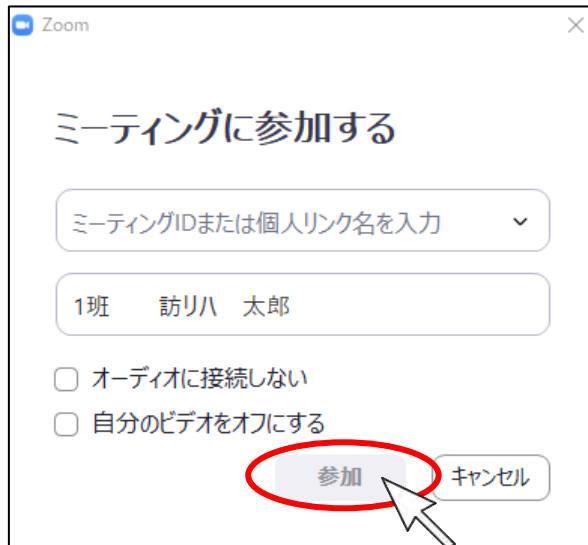 Zoom
ミーティングに参加する
ミーティングIDまたは個人リンク名を入力
1班　訪リハ　太郎
オーディオに接続しない
自分のビデオをオフにする
参加　キャンセル